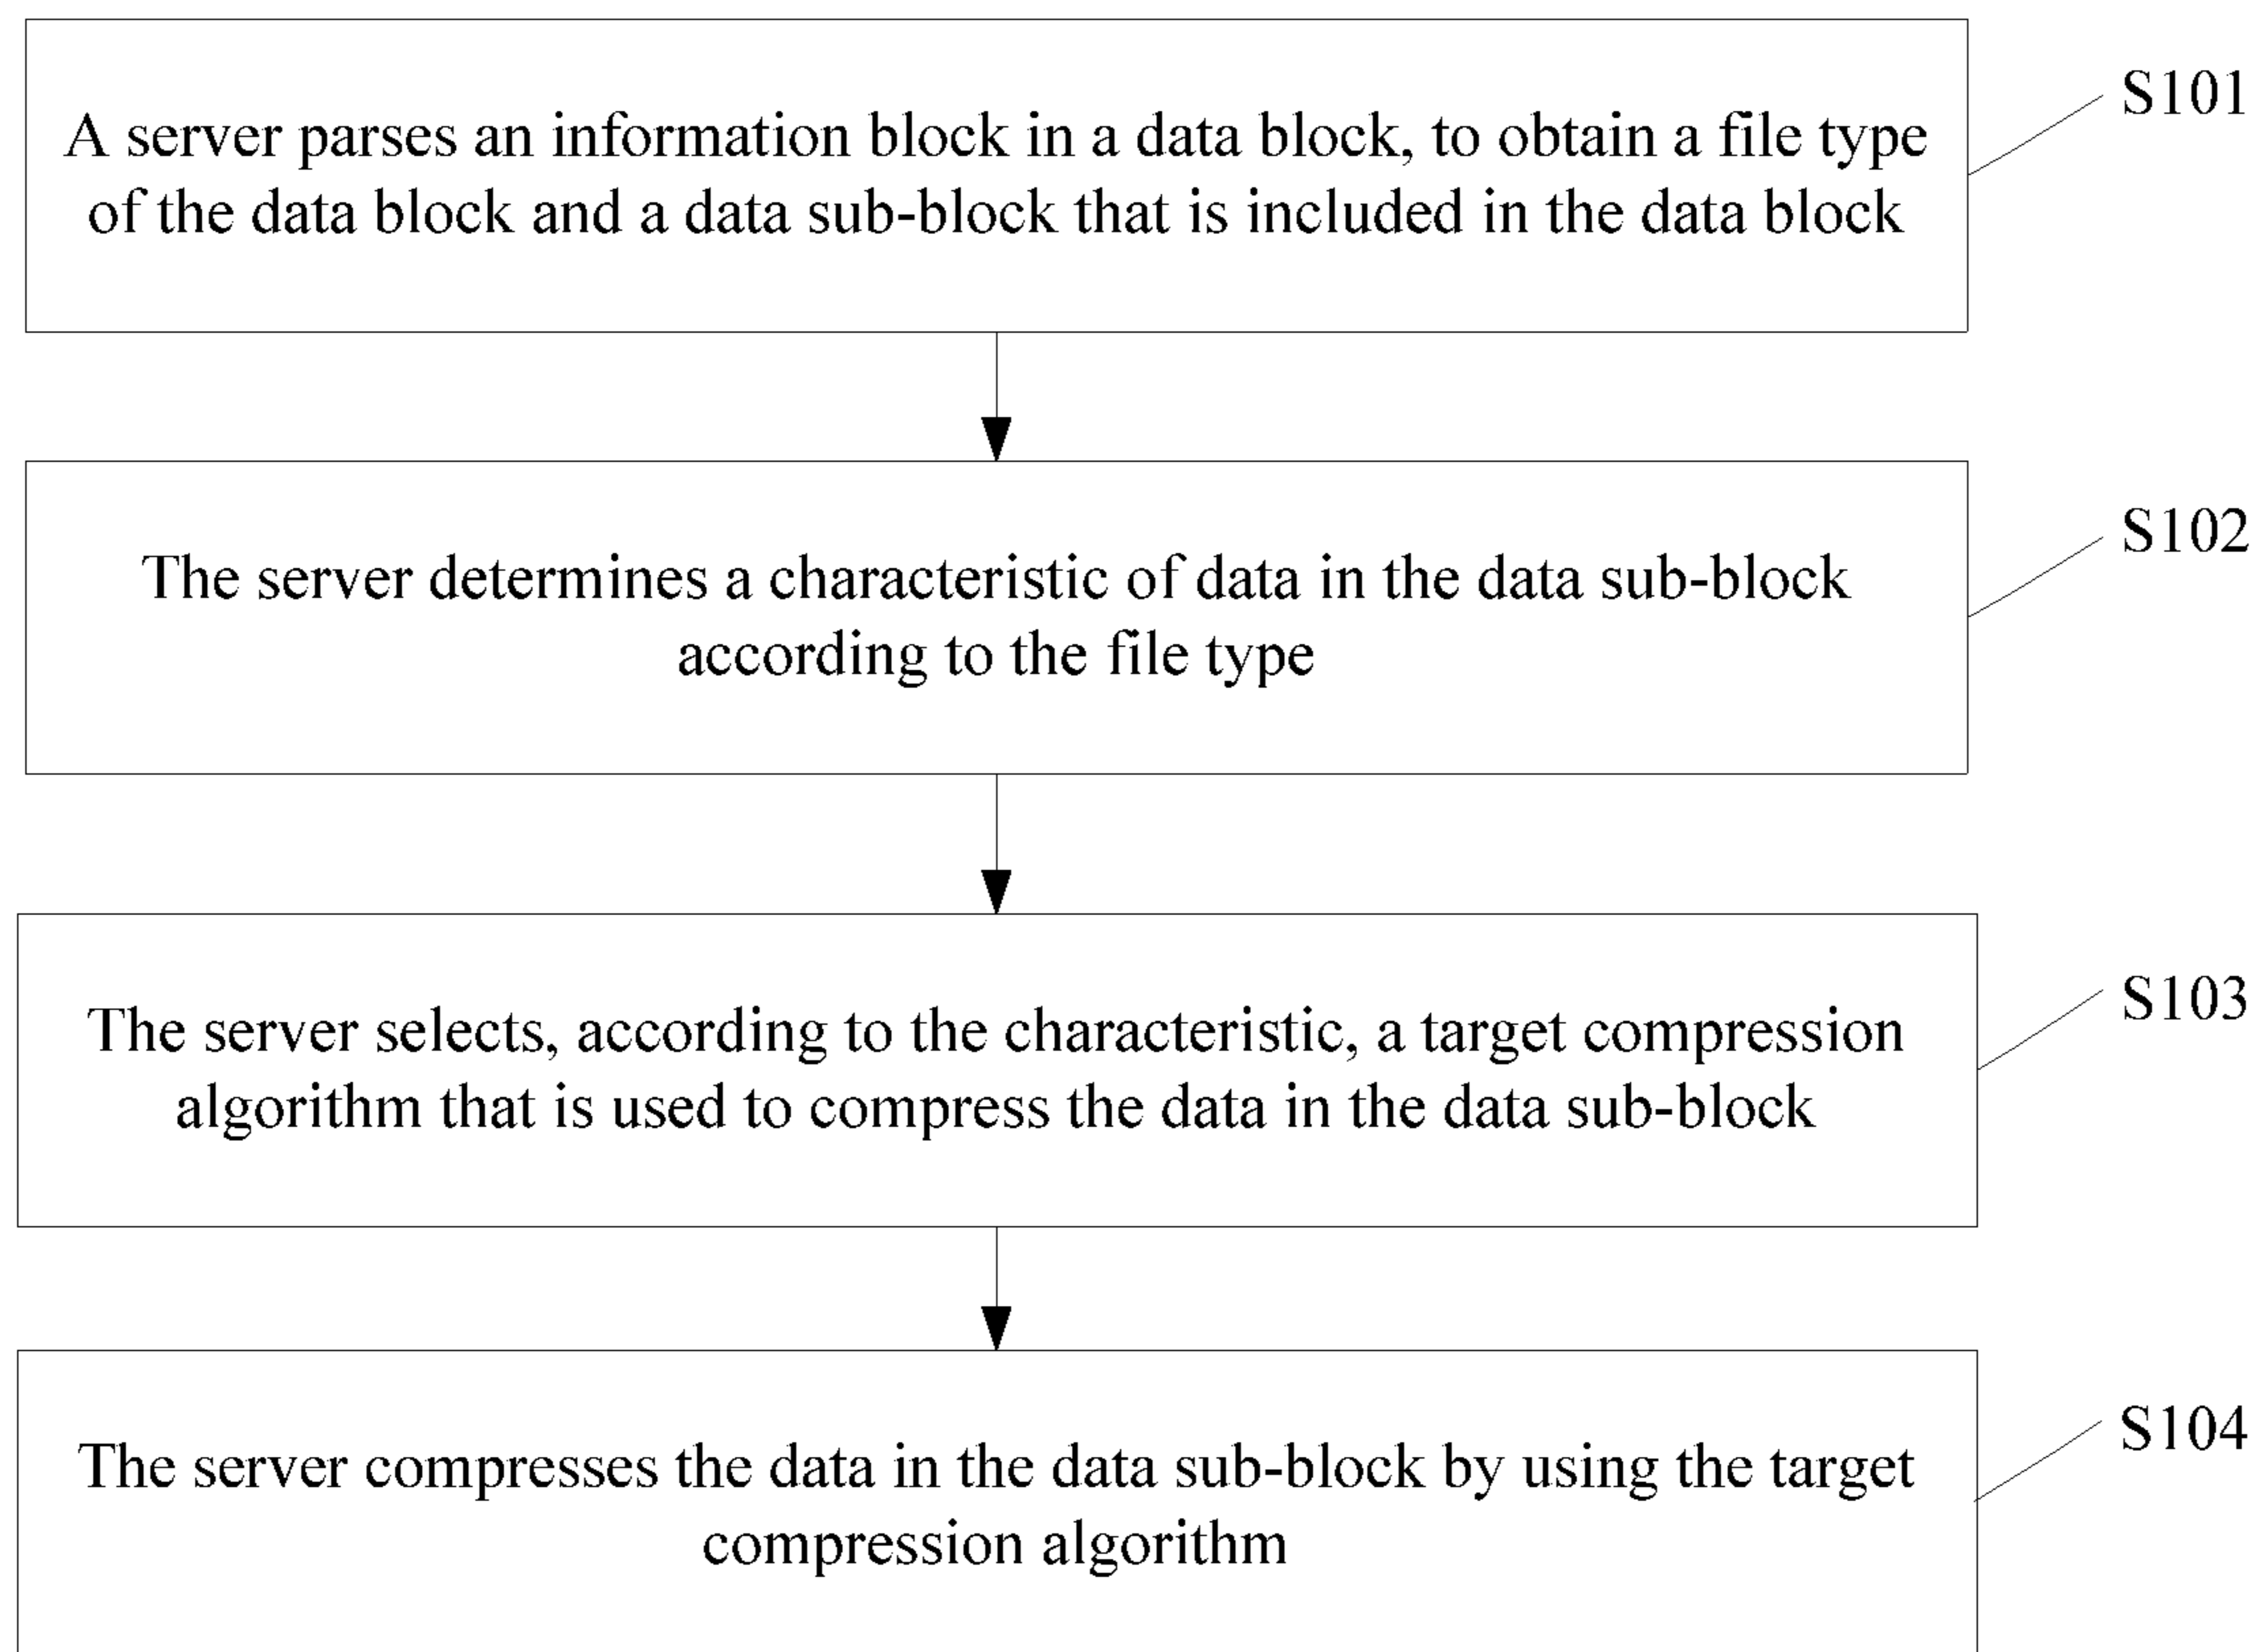 A server parses an information block in a data block, to obtain a file type
of the data block and a data sub-block that is included in the data block
S101
The server determines a characteristic of data in the data sub-block
according to the file type
S102
The server selects, according to the characteristic, a target compression
algorithm that is used to compress the data in the data sub-block
S103
The server compresses the data in the data sub-block by using the target
compression algorithm
S104